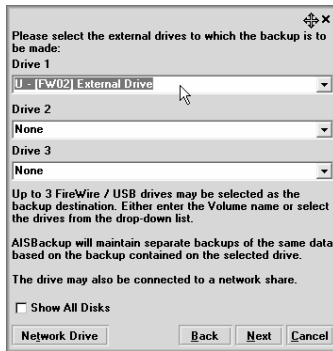 Please select the external drives to which the backup is to
be made:
Drive 1
U - [FW02] External Drive
Drive 2
None
Drive 3
None
Up to 3 FireWire / USB drives may be selected as the
backup destination. Either enter the Volume name or select
the drives from the drop-down list.
AISBackup will maintain separate backups of the same data
based on the backup contained on the selected drive.
The drive may also be connected to a network share.
Show All Disks
Network Drive Back Next Cancel